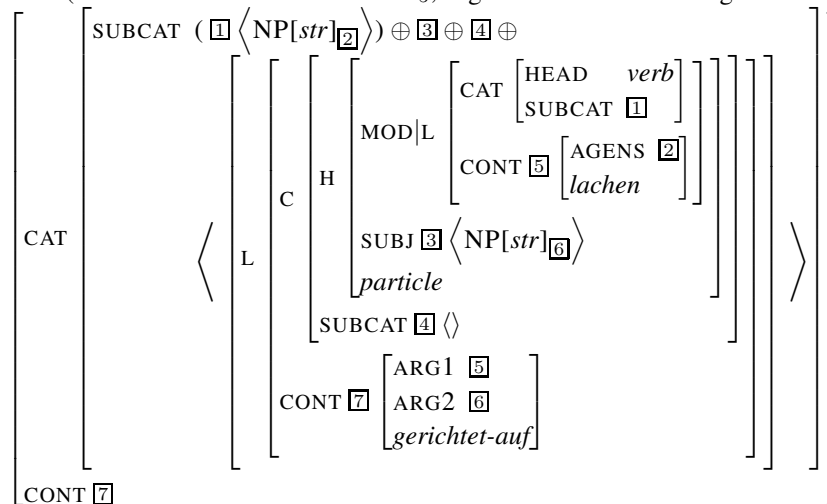 SUBCAT ( [1] ⟨NP[str][2]⟩) ⊕ [3] ⊕ [4] ⊕
CAT [HEAD verb
SUBCAT [1]]
MOD|L
CONT [5] [AGENS [2]
lachen]
H
C
SUBJ [3] ⟨NP[str][6]⟩
CAT
L
particle
SUBCAT [4] ⟨⟩
ARG1 [5]
CONT [7] ARG2 [6]
gerichtet-auf
CONT [7]